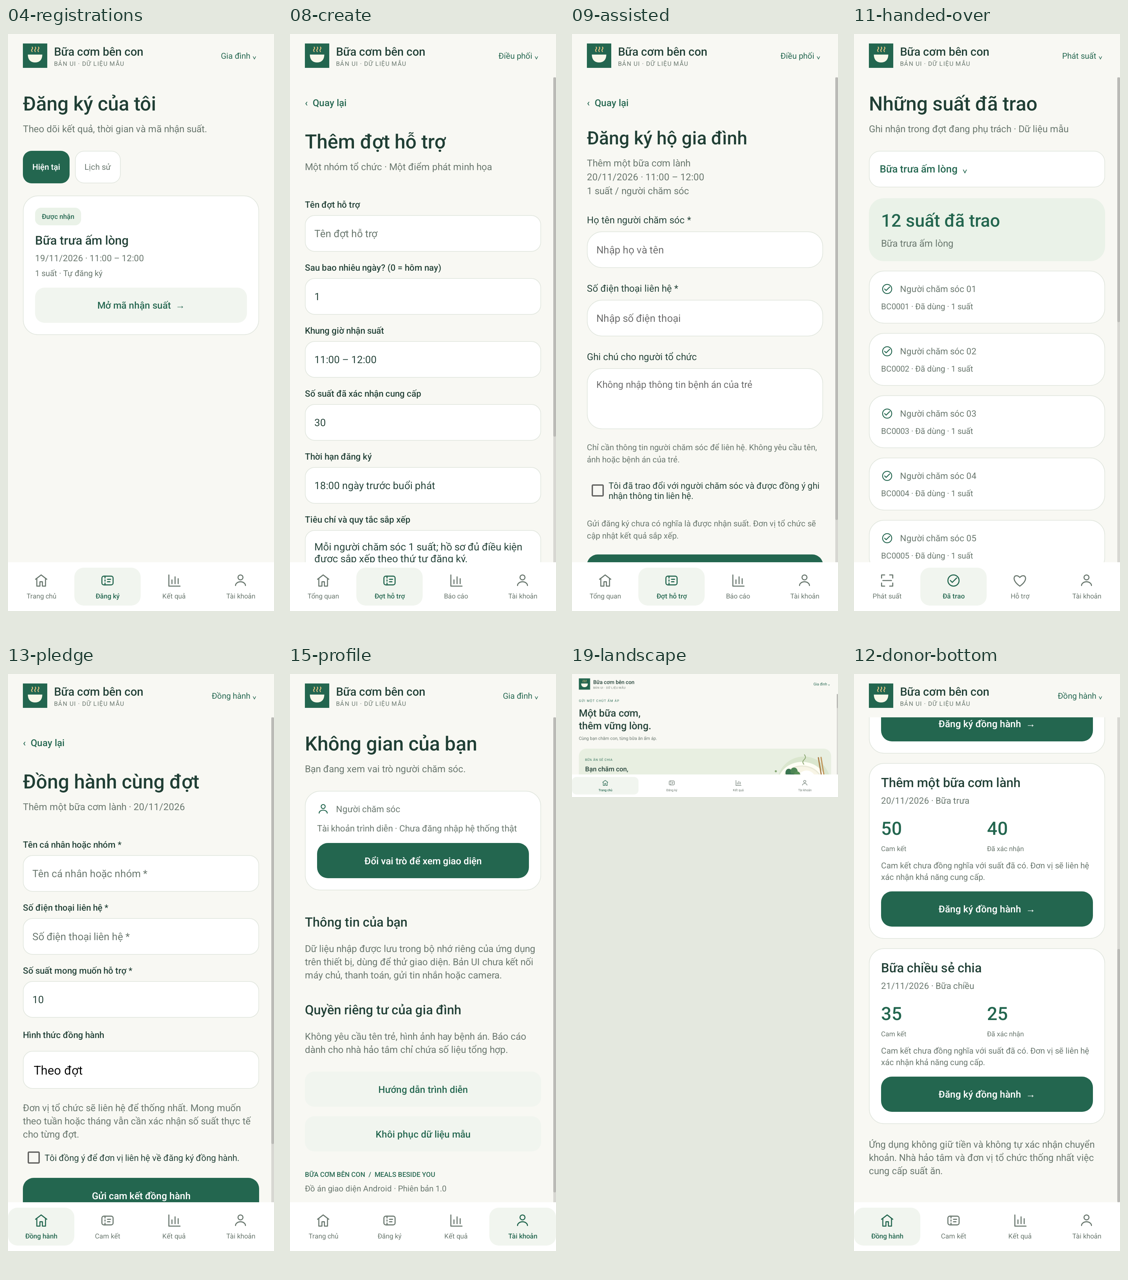 04-registrations
Bữa cơm bên con
BẢN UI · DỮ LIỆU MẪU
Gia đình
Đăng ký của tôi
Theo dõi kết quả, thời gian và mã nhận suất.
Hiện tại
Lịch sử
Được nhận
Bữa trưa ấm lòng
19/11/2026 · 11:00 – 12:00
1 suất · Tự đăng ký
Mở mã nhận suất →
Trang chủ
Đăng ký
Kết quả
Tài khoản
08-create
Bữa cơm bên con
BẢN UI · DỮ LIỆU MẪU
Điều phối
‹ Quay lại
Thêm đợt hỗ trợ
Một nhóm tổ chức · Một điểm phát minh họa
Tên đợt hỗ trợ
Tên đợt hỗ trợ
Sau bao nhiêu ngày? (0 = hôm nay)
1
Khung giờ nhận suất
11:00 – 12:00
Số suất đã xác nhận cung cấp
30
Thời hạn đăng ký
18:00 ngày trước buổi phát
Tiêu chí và quy tắc sắp xếp
Mỗi người chăm sóc 1 suất; hồ sơ đủ điều kiện
được sắp xếp theo thứ tự đăng ký.
Tổng quan
Đợt hỗ trợ
Báo cáo
Tài khoản
09-assisted
Bữa cơm bên con
BẢN UI · DỮ LIỆU MẪU
Điều phối
‹ Quay lại
Đăng ký hộ gia đình
Thêm một bữa cơm lành
20/11/2026 · 11:00 – 12:00
1 suất / người chăm sóc
Họ tên người chăm sóc *
Nhập họ và tên
Số điện thoại liên hệ *
Nhập số điện thoại
Ghi chú cho người tổ chức
Không nhập thông tin bệnh án của trẻ
Chỉ cần thông tin người chăm sóc để liên hệ. Không yêu cầu tên,
ảnh hoặc bệnh án của trẻ.
Tôi đã trao đổi với người chăm sóc và được đồng ý ghi
nhận thông tin liên hệ.
Gửi đăng ký chưa có nghĩa là được nhận suất. Đơn vị tổ chức sẽ
cập nhật kết quả sắp xếp.
Tổng quan
Đợt hỗ trợ
Báo cáo
Tài khoản
11-handed-over
Bữa cơm bên con
BẢN UI · DỮ LIỆU MẪU
Phát suất
Những suất đã trao
Ghi nhận trong đợt đang phụ trách · Dữ liệu mẫu
Bữa trưa ấm lòng
12 suất đã trao
Bữa trưa ấm lòng
Người chăm sóc 01
BC0001 · Đã dùng · 1 suất
Người chăm sóc 02
BC0002 · Đã dùng · 1 suất
Người chăm sóc 03
BC0003 · Đã dùng · 1 suất
Người chăm sóc 04
BC0004 · Đã dùng · 1 suất
Người chăm sóc 05
BC0005 · Đã dùng · 1 suất
Phát suất
Đã trao
Hỗ trợ
Tài khoản
13-pledge
Bữa cơm bên con
BẢN UI · DỮ LIỆU MẪU
Đồng hành
‹ Quay lại
Đồng hành cùng đợt
Thêm một bữa cơm lành · 20/11/2026
Tên cá nhân hoặc nhóm *
Tên cá nhân hoặc nhóm *
Số điện thoại liên hệ *
Số điện thoại liên hệ *
Số suất mong muốn hỗ trợ *
10
Hình thức đồng hành
Theo đợt
Đơn vị tổ chức sẽ liên hệ để thống nhất. Mong muốn
theo tuần hoặc tháng vẫn cần xác nhận số suất thực tế
cho từng đợt.
Tôi đồng ý để đơn vị liên hệ về đăng ký đồng hành.
Gửi cam kết đồng hành
Đồng hành
Cam kết
Kết quả
Tài khoản
15-profile
Bữa cơm bên con
BẢN UI · DỮ LIỆU MẪU
Gia đình
Không gian của bạn
Bạn đang xem vai trò người chăm sóc.
Người chăm sóc
Tài khoản trình diễn · Chưa đăng nhập hệ thống thật
Đổi vai trò để xem giao diện
Thông tin của bạn
Dữ liệu nhập được lưu trong bộ nhớ riêng của ứng dụng
trên thiết bị, dùng để thử giao diện. Bản UI chưa kết nối
máy chủ, thanh toán, gửi tin nhắn hoặc camera.
Quyền riêng tư của gia đình
Không yêu cầu tên trẻ, hình ảnh hay bệnh án. Báo cáo
dành cho nhà hảo tâm chỉ chứa số liệu tổng hợp.
Hướng dẫn trình diễn
Khôi phục dữ liệu mẫu
BỮA CƠM BÊN CON / MEALS BESIDE YOU
Đồ án giao diện Android · Phiên bản 1.0
Trang chủ
Đăng ký
Kết quả
Tài khoản
19-landscape
Bữa cơm bên con
BẢN UI · DỮ LIỆU MẪU
Gia đình
Một bữa cơm,
thêm vững lòng.
Cùng bạn chăm con, từng bữa ăn ấm áp.
Bạn chăm con,
Trang chủ
Đăng ký
Kết quả
Tài khoản
12-donor-bottom
Bữa cơm bên con
BẢN UI · DỮ LIỆU MẪU
Đồng hành
Đăng ký đồng hành →
Thêm một bữa cơm lành
20/11/2026 · Bữa trưa
50 40
Cam kết Đã xác nhận
Cam kết chưa đồng nghĩa với suất đã có. Đơn vị sẽ liên hệ
xác nhận khả năng cung cấp.
Đăng ký đồng hành →
Bữa chiều sẻ chia
21/11/2026 · Bữa chiều
35 25
Cam kết Đã xác nhận
Cam kết chưa đồng nghĩa với suất đã có. Đơn vị sẽ liên hệ
xác nhận khả năng cung cấp.
Đăng ký đồng hành →
Ứng dụng không giữ tiền và không tự xác nhận chuyển
khoản. Nhà hảo tâm và đơn vị tổ chức thống nhất việc
cung cấp suất ăn.
Đồng hành
Cam kết
Kết quả
Tài khoản